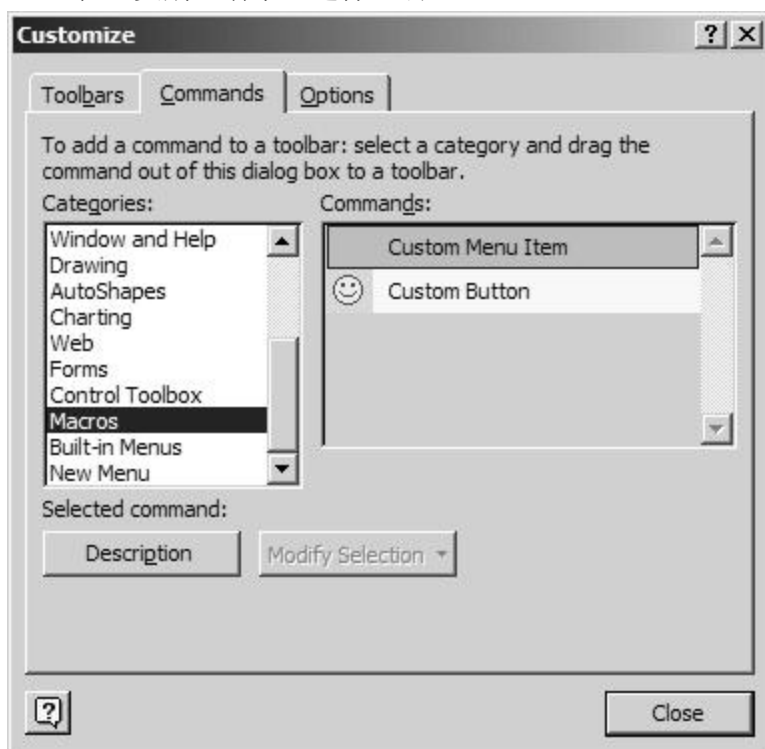 Customize
Toolbars Commands Options
To add a command to a toolbar: select a category and drag the
command out of this dialog box to a toolbar.
Categories: Commands:
Window and Help
Drawing
AutoShapes
Charting
Web
Forms
Control Toolbox
Macros
Built-in Menus
New Menu
Custom Menu Item
Custom Button
Selected command:
Description Modify Selection
Close